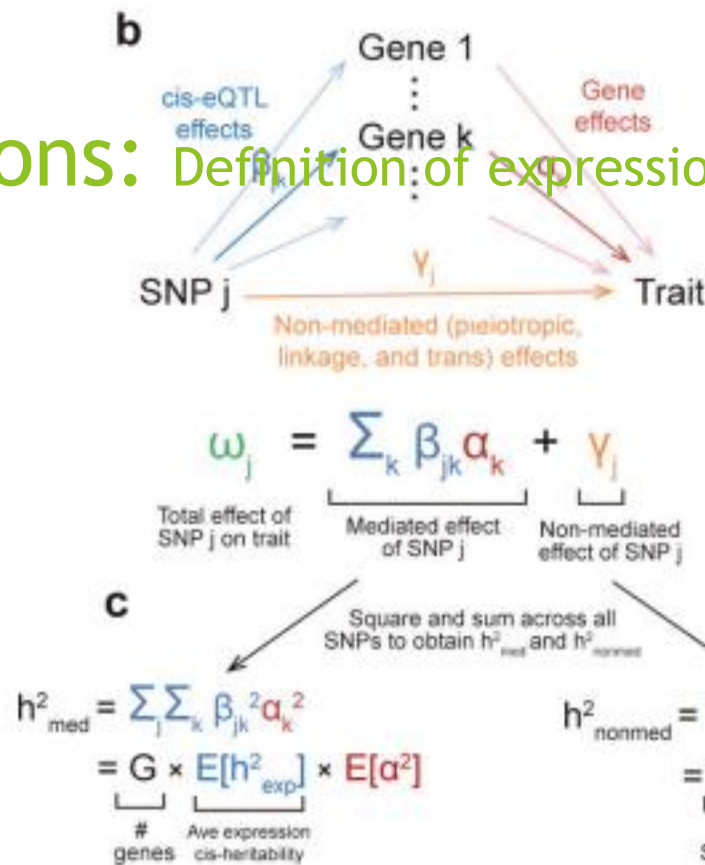 b
Gene 1
cis-eQTL
effects
Gene
effects
Gene k
ons: Definition of expressio
β k
α
SNP j
γj
Trait
Non-mediated (pleiotropic,
linkage, and trans) effects
ωj = Σk βjk αk + γj
Total effect of
SNP j on trait
Mediated effect
of SNP j
Non-mediated
effect of SNP j
c
Square and sum across all
SNPs to obtain h²med and h²nonmed
h²med = ΣjΣk βjk²αk²
= G × E[h²exp] × E[α²]
#
genes
Ave expression
cis-heritability
h²nonmed =
=